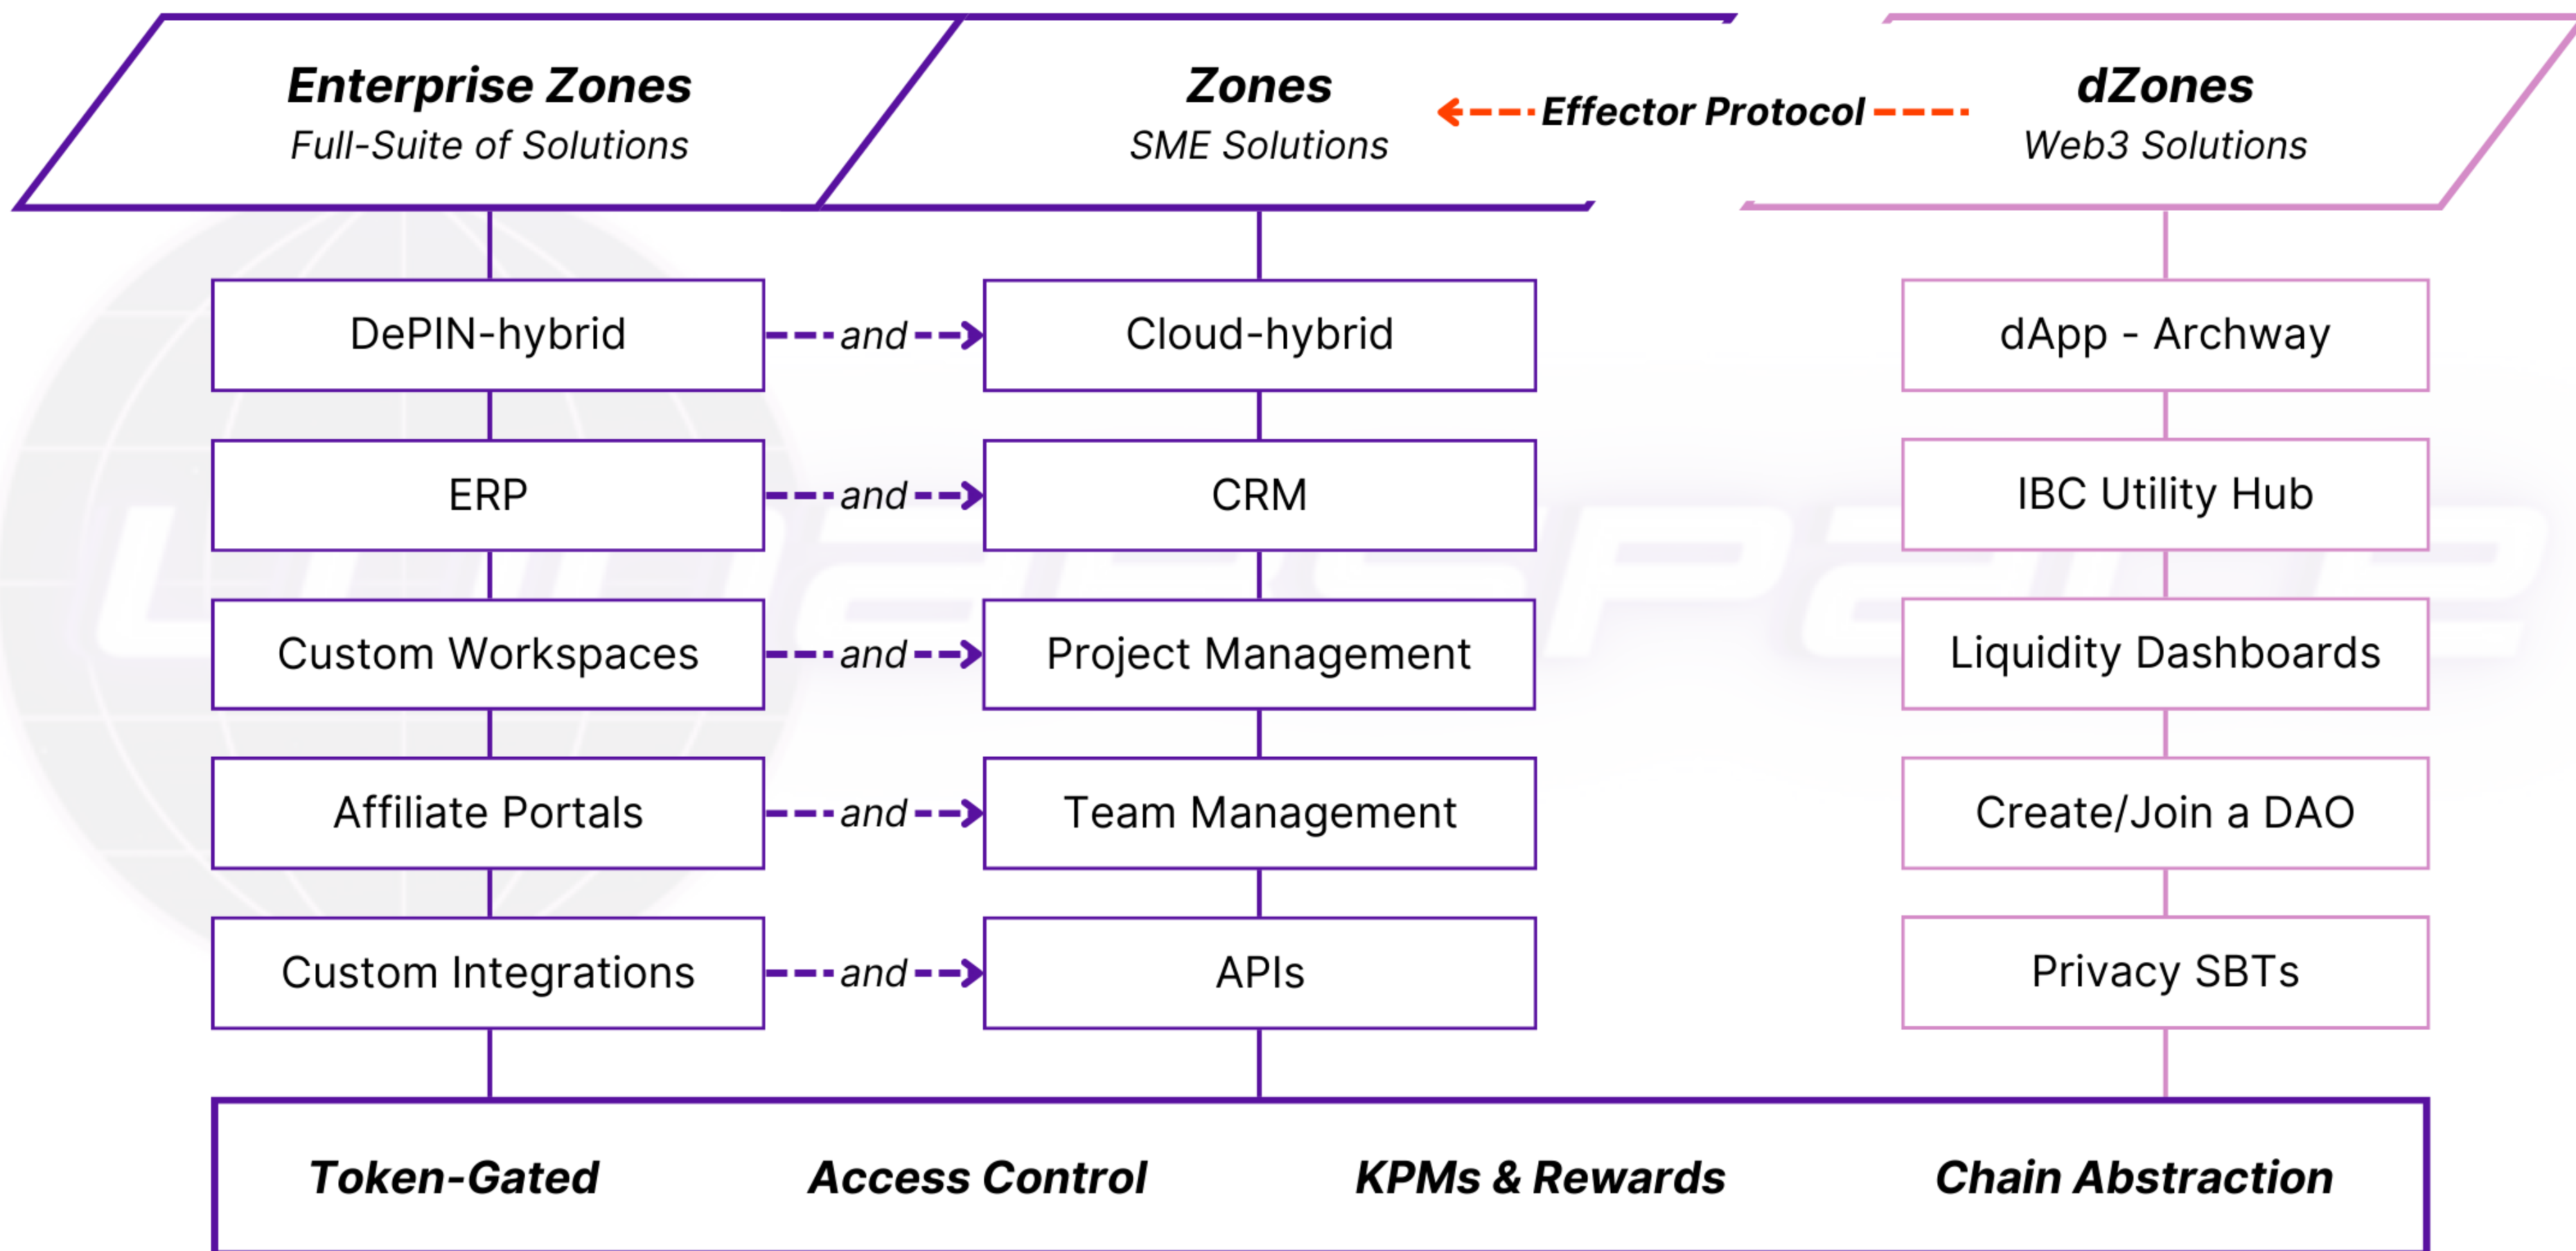 Enterprise Zones
Full-Suite of Solutions
Zones
SME Solutions
Effector Protocol
dZones
Web3 Solutions
DePIN-hybrid
and
Cloud-hybrid
dApp - Archway
ERP
and
CRM
IBC Utility Hub
Custom Workspaces
and
Project Management
Liquidity Dashboards
Affiliate Portals
and
Team Management
Create/Join a DAO
Custom Integrations
and
APIs
Privacy SBTs
Token-Gated
Access Control
KPMs & Rewards
Chain Abstraction